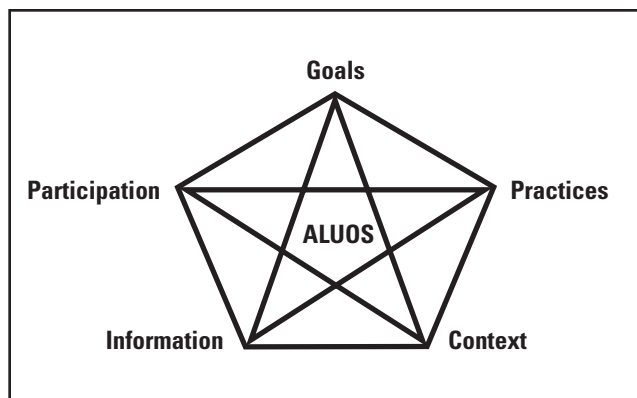 Goals
Participation
Practices
ALUOS
Information
Context